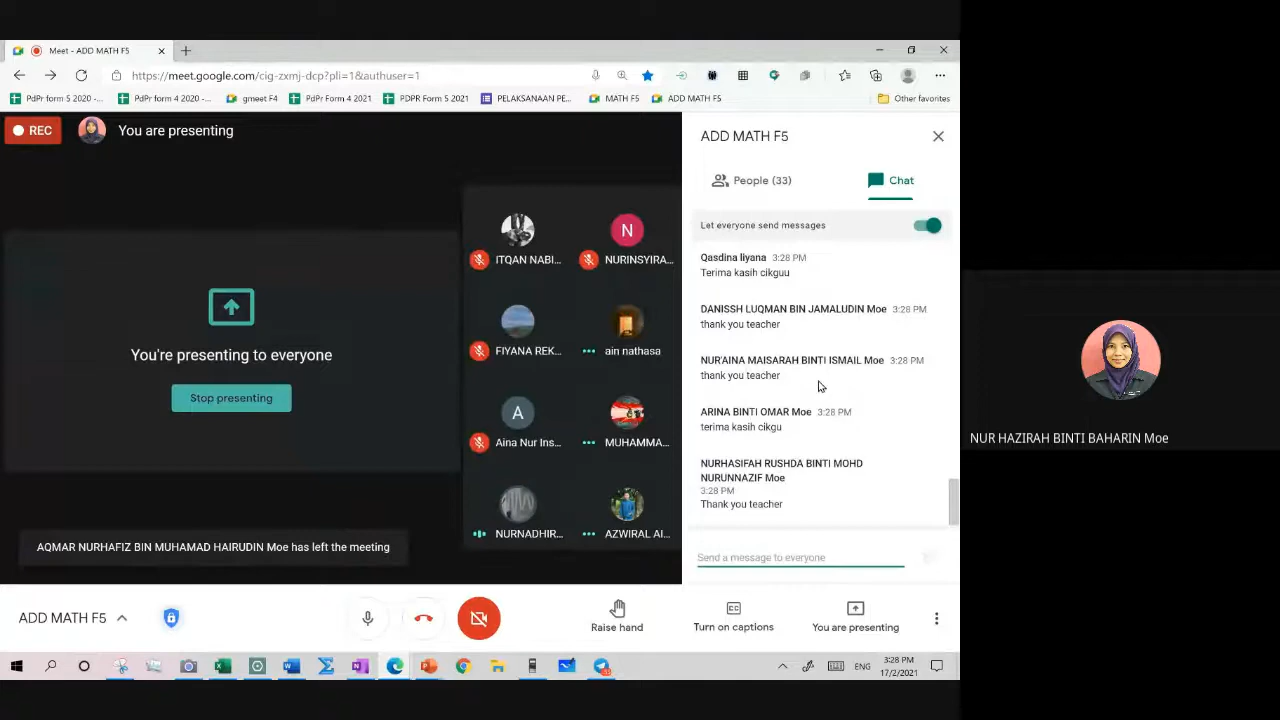 Meet - ADD MATH F5
https://meet.google.com/cig-zxmj-dcp?pli=1&authuser=1
PdPr form 5 2020 -...
PdPr form 4 2020 -...
gmeet F4
PdPr Form 4 2021
PDPR Form 5 2021
PELAKSANAAN PE...
MATH F5
ADD MATH F5
Other favorites
REC
You are presenting
You're presenting to everyone
Stop presenting
AQMAR NURHAFIZ BIN MUHAMAD HAIRUDIN Moe has left the meeting
ITQAN NABI...
N
NURINSYIRA...
FIYANA REK...
ain nathasa
A
Aina Nur Ins...
MUHAMMA...
NURNADHIR...
AZWIRAL AI...
ADD MATH F5
People (33)
Chat
Let everyone send messages
Qasdina liyana 3:28 PM
Terima kasih cikguu
DANISSH LUQMAN BIN JAMALUDIN Moe 3:28 PM
thank you teacher
NUR'AINA MAISARAH BINTI ISMAIL Moe 3:28 PM
thank you teacher
ARINA BINTI OMAR Moe 3:28 PM
terima kasih cikgu
NURHASIFAH RUSHDA BINTI MOHD
NURUNNAZIF Moe
3:28 PM
Thank you teacher
Send a message to everyone
NUR HAZIRAH BINTI BAHARIN Moe
ADD MATH F5
Raise hand
Turn on captions
You are presenting
ENG
3:28 PM
17/2/2021